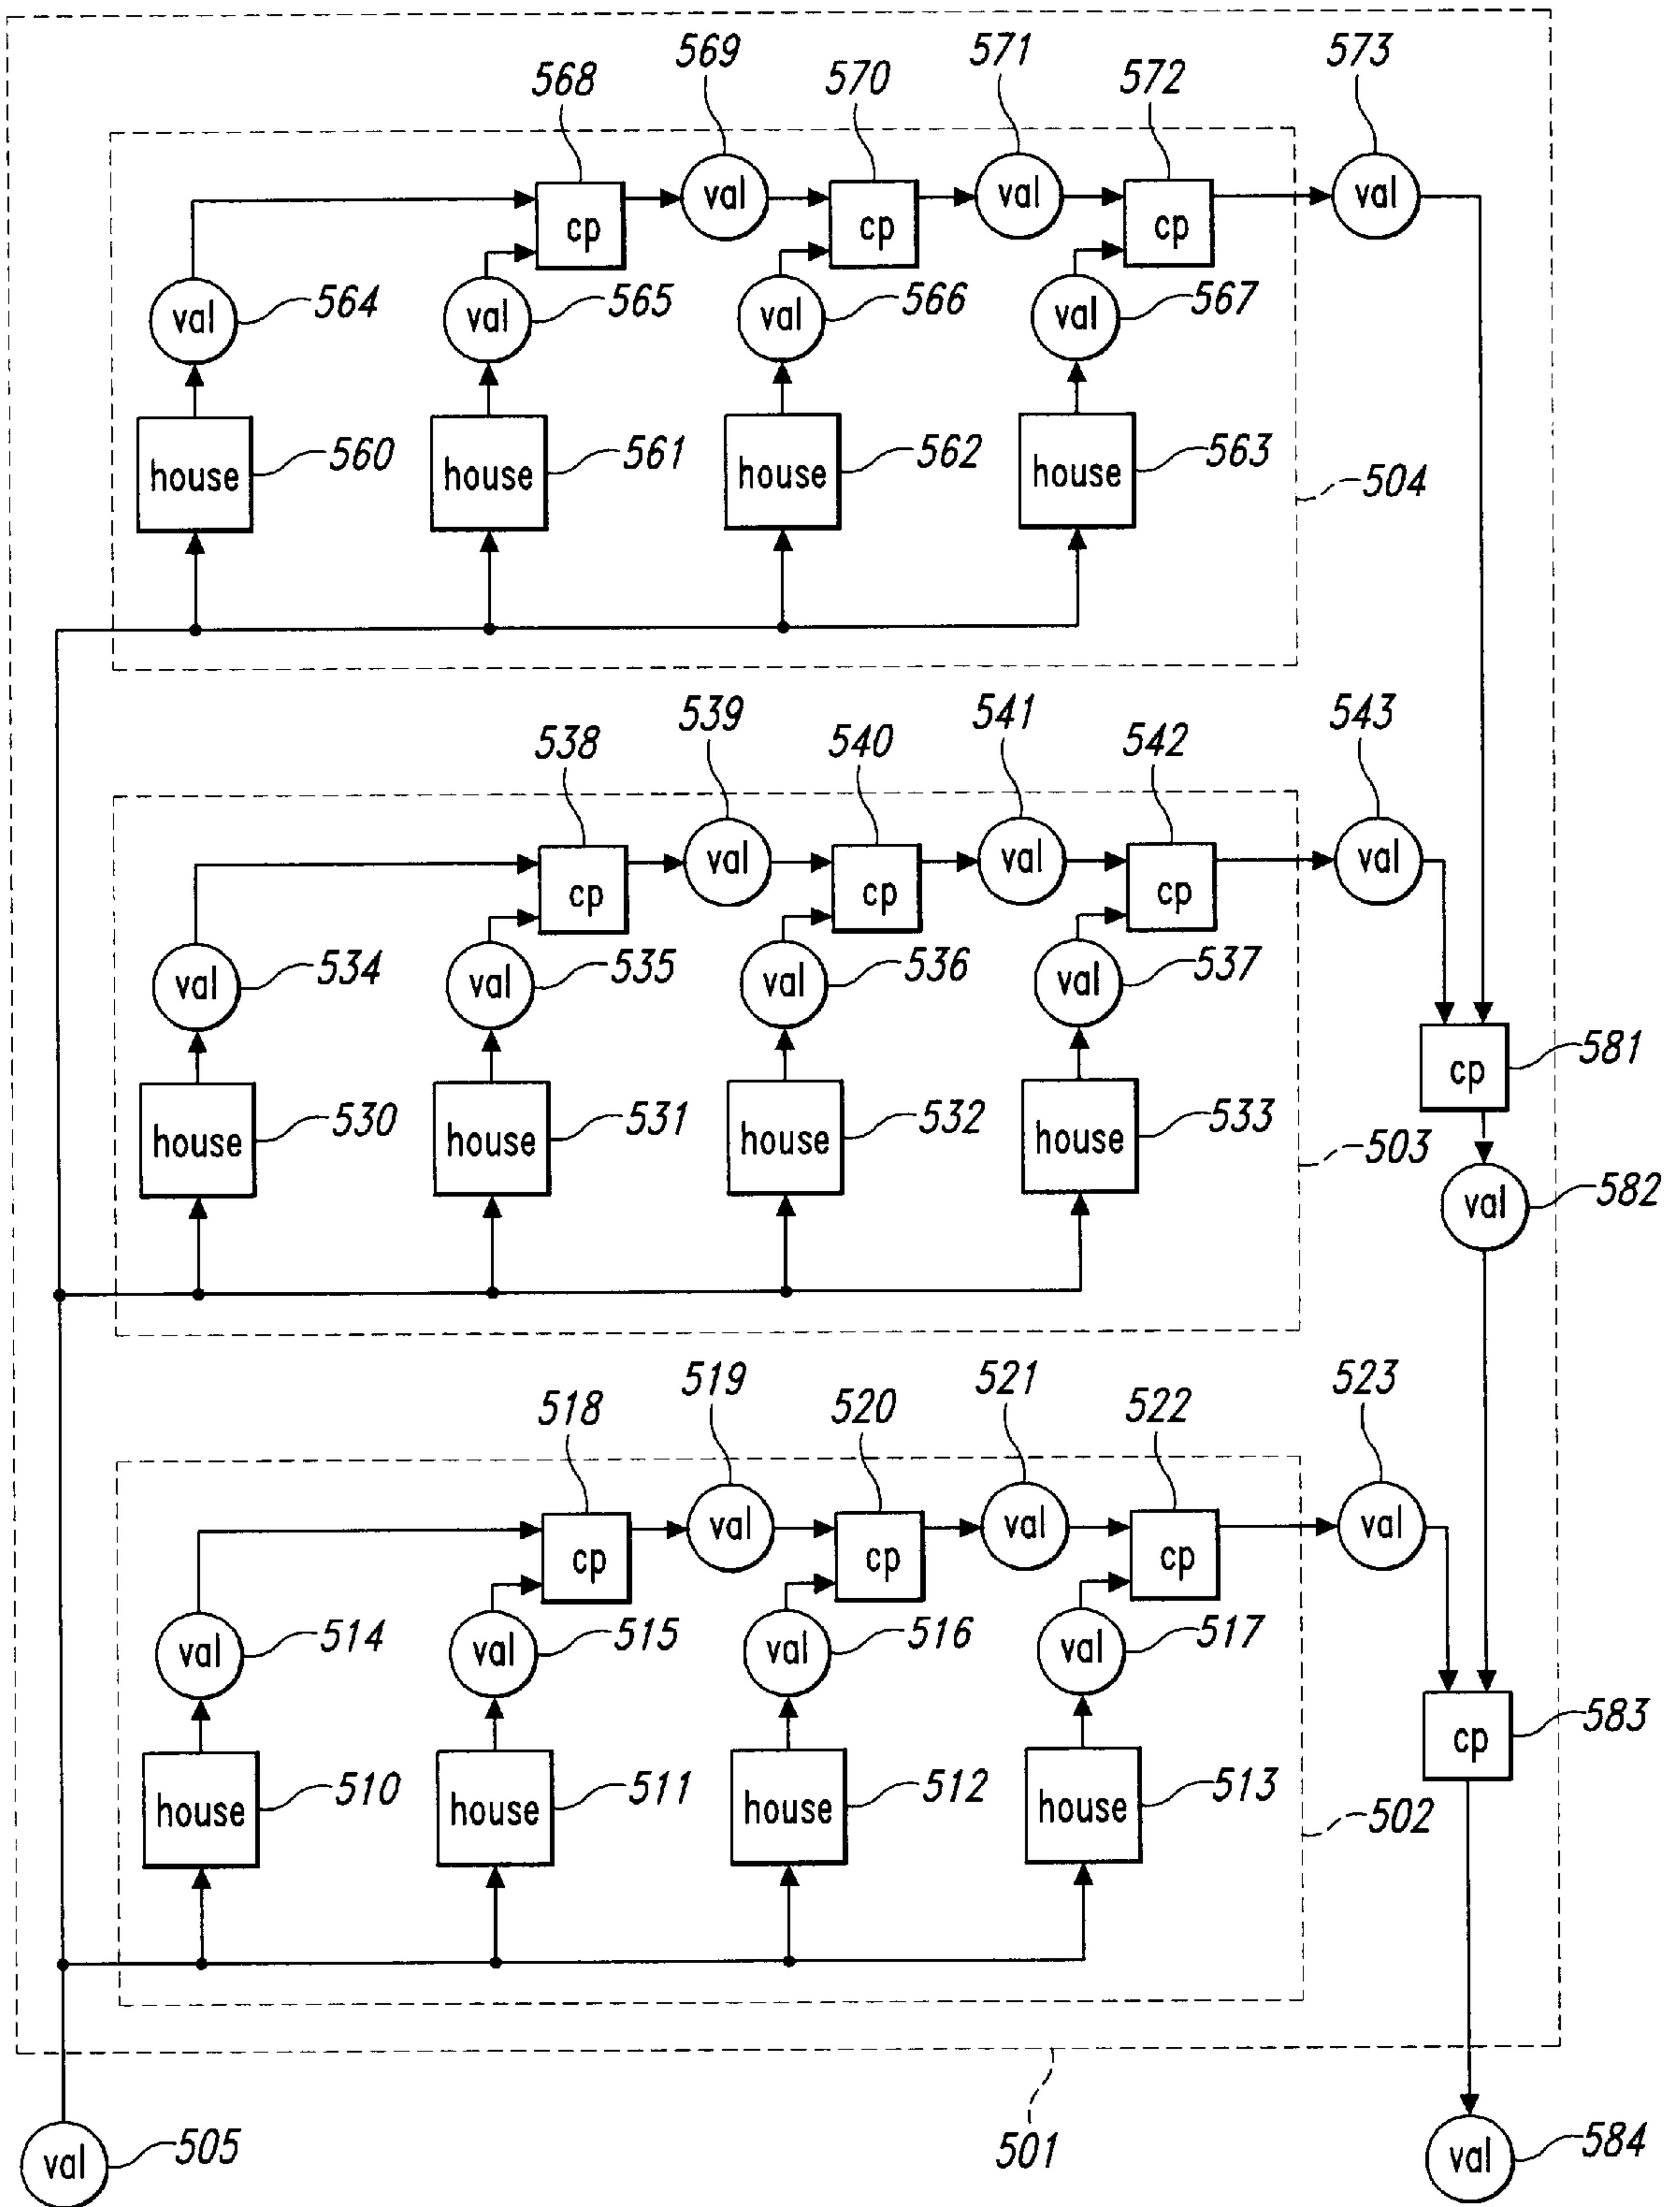 569 571 573
568 570 572
val val val
cp cp cp
564 565 566 567
val val val val
560 561 562 563
house house house house
504
539 541 543
538 540 542
val val val
cp cp cp
534 535 536 537
val val val val
581
cp
530 531 532 533
house house house house
503
582
val
519 521 523
518 520 522
val val val
cp cp cp
514 515 516 517
val val val val
583
cp
510 511 512 513
house house house house
502
501
val 505
val 584